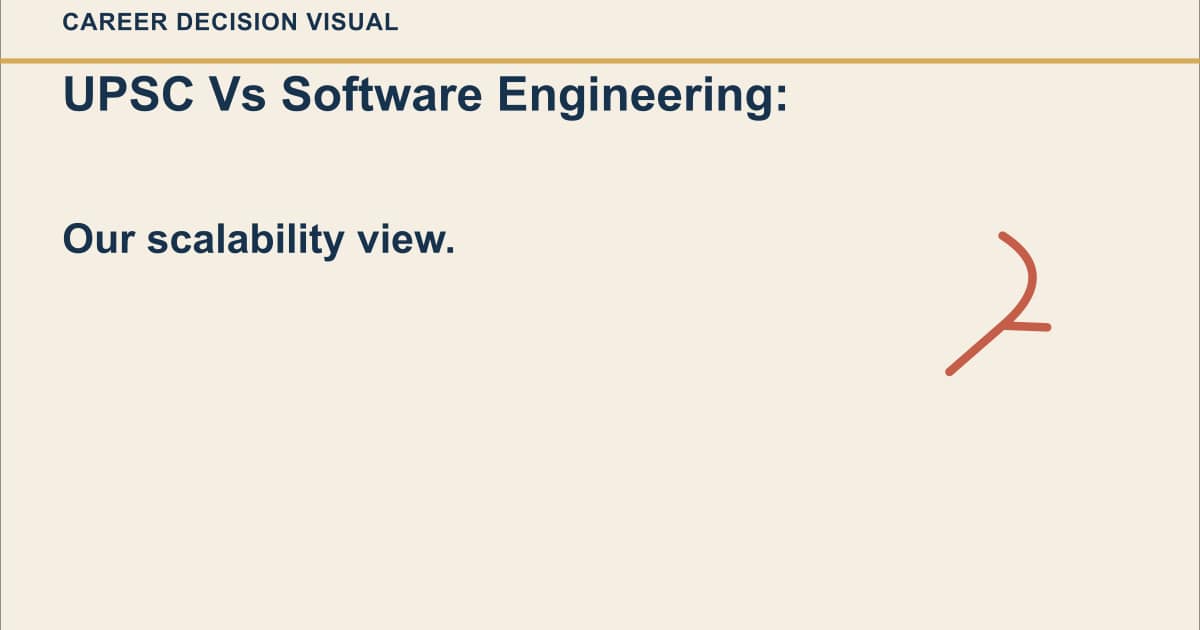 CAREER DECISION VISUAL
UPSC Vs Software Engineering:
Our scalability view.